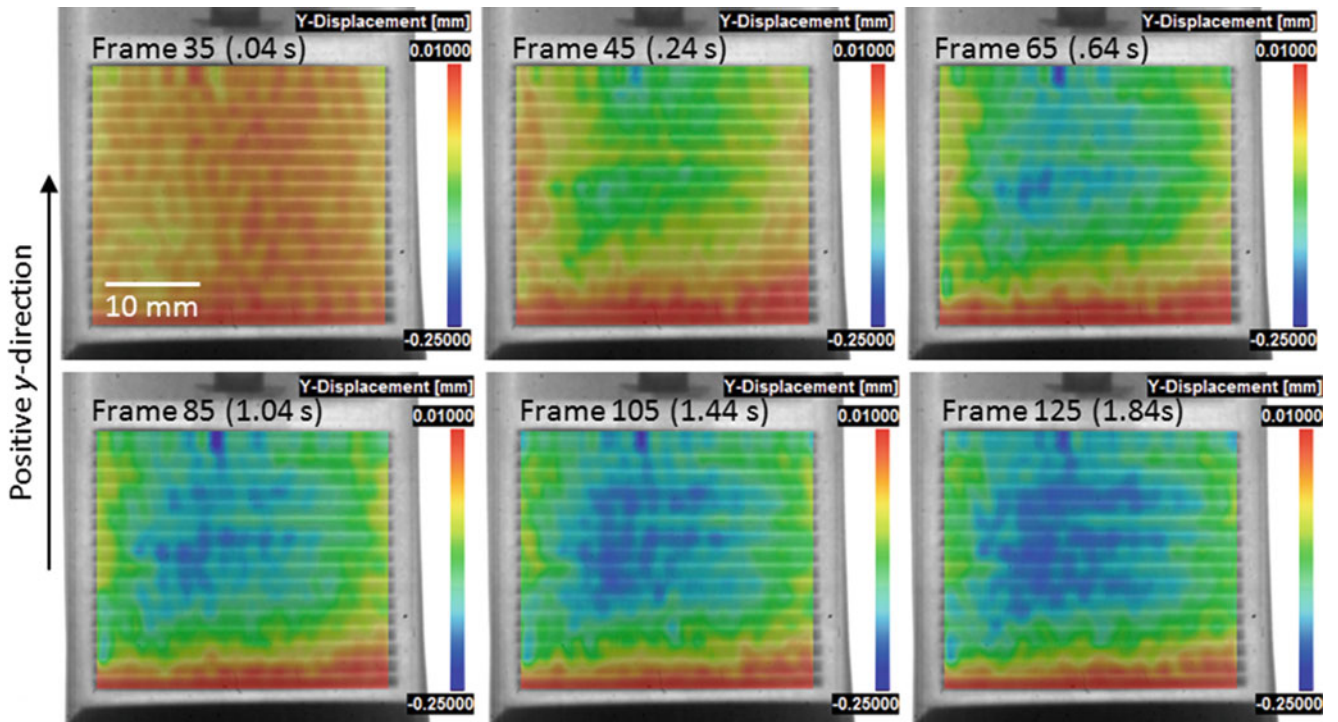 Y-Displacement [mm]
Frame 35 (.04 s)
0.01000
10 mm
-0.25000
Y-Displacement [mm]
Frame 45 (.24 s)
0.01000
-0.25000
Y-Displacement [mm]
Frame 65 (.64 s)
0.01000
-0.25000
Positive y-direction
Y-Displacement [mm]
Frame 85 (1.04 s)
0.01000
-0.25000
Y-Displacement [mm]
Frame 105 (1.44 s)
0.01000
-0.25000
Y-Displacement [mm]
Frame 125 (1.84s)
0.01000
-0.25000